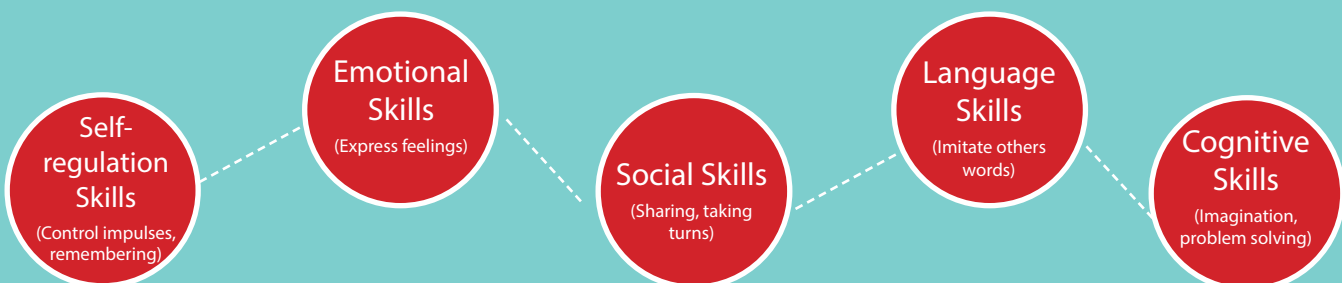 Self-
regulation
Skills
(Control impulses,
remembering)
Emotional
Skills
(Express feelings)
Social Skills
(Sharing, taking
turns)
Language
Skills
(Imitate others
words)
Cognitive
Skills
(Imagination,
problem solving)